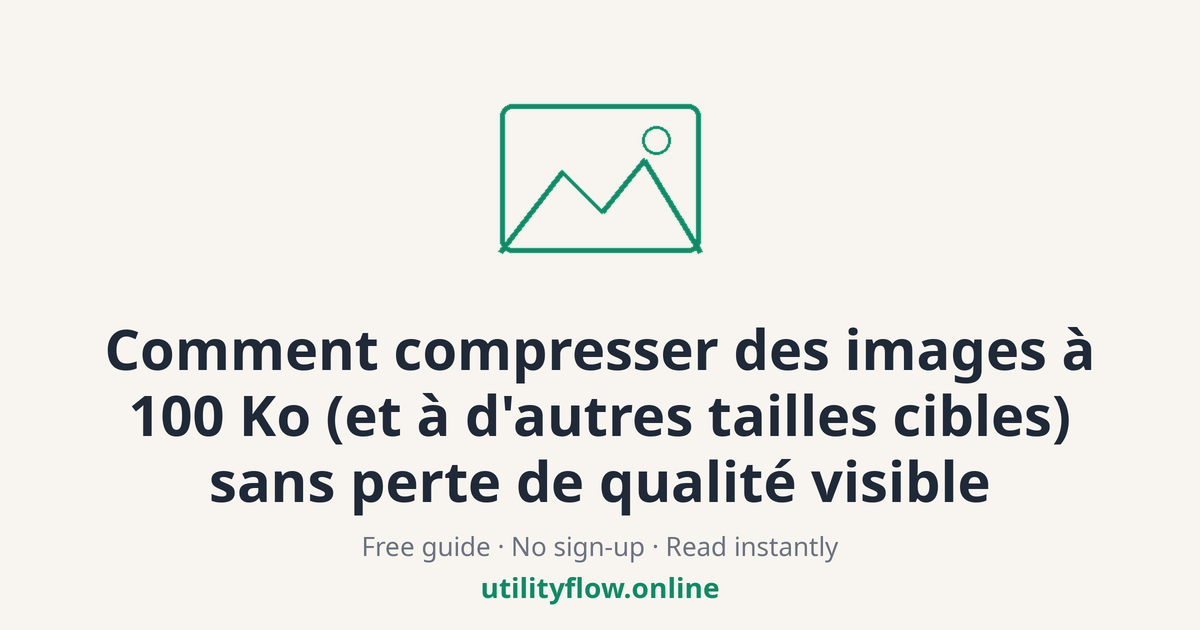 Comment compresser des images à
100 Ko (et à d'autres tailles cibles)
sans perte de qualité visible
Free guide · No sign-up · Read instantly
utilityflow.online